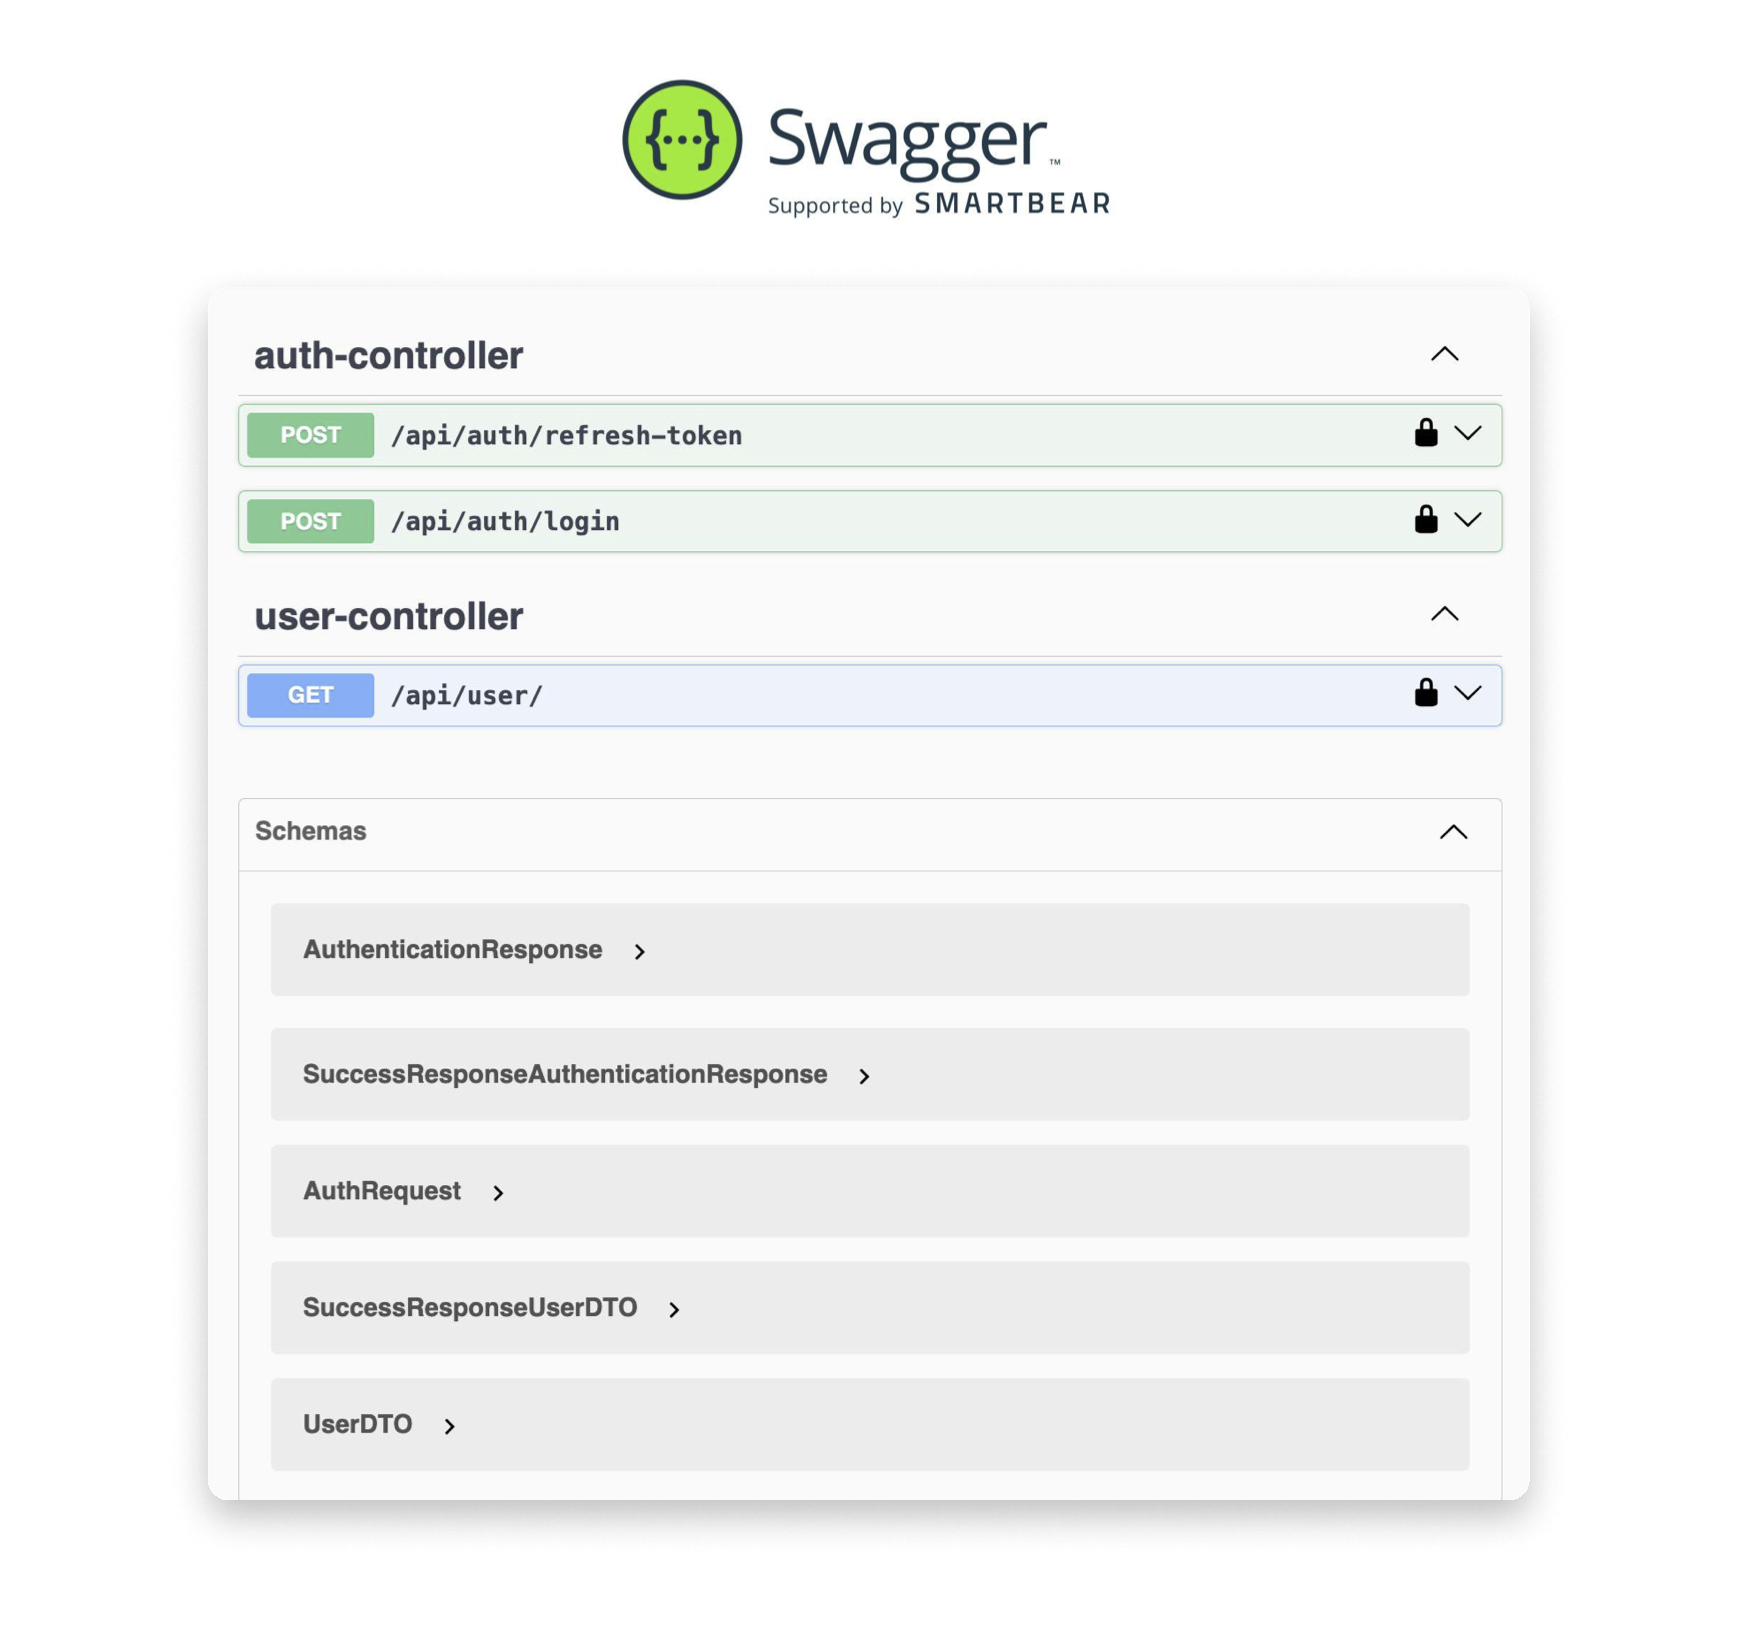 {···}
Swagger™
Supported by SMARTBEAR
auth-controller
POST /api/auth/refresh-token
POST /api/auth/login
user-controller
GET /api/user/
Schemas
AuthenticationResponse
SuccessResponseAuthenticationResponse
AuthRequest
SuccessResponseUserDTO
UserDTO